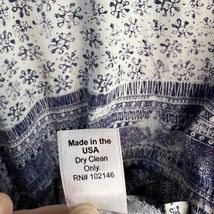 Made in the
USA
Dry Clean
Only.
RN# 102146